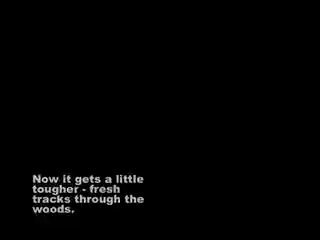 Now it gets a little
tougher - fresh
tracks through the
woods.